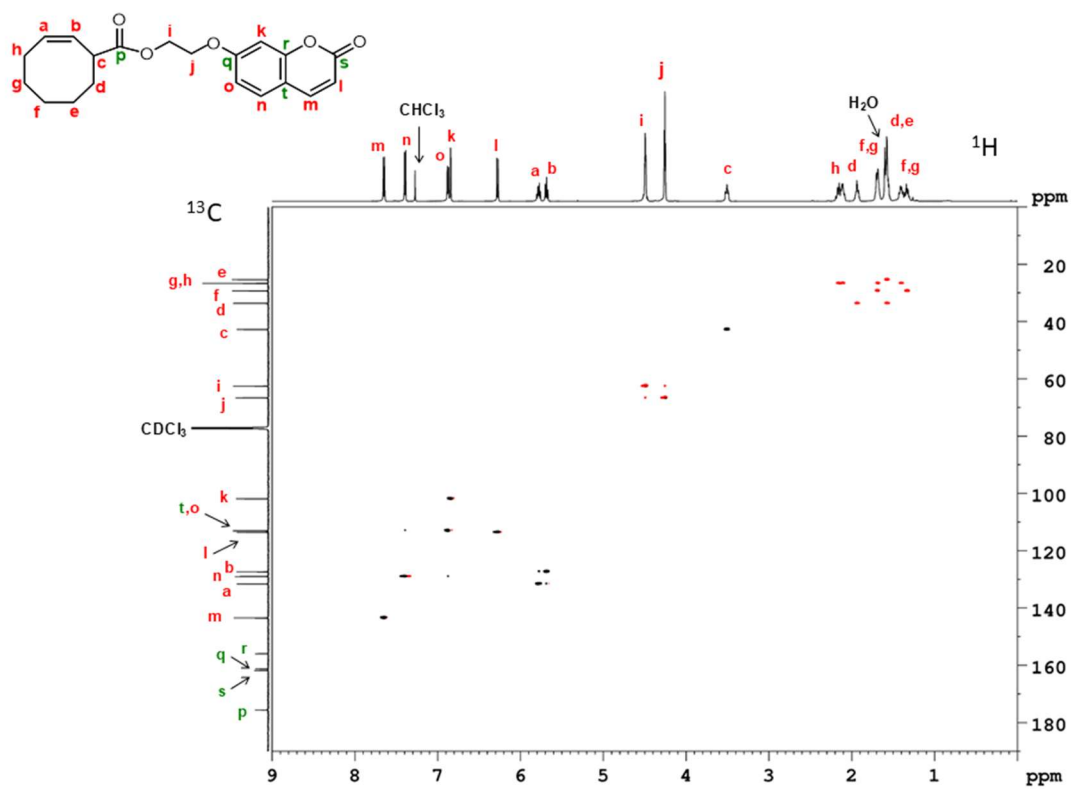 a b
O
i
k
h
c
p
O
O
j
q
r
O
s
O
g
d
o
t
l
f
e
n
m
j
CHCl₃
H₂O
i
d,e
¹H
m
n
k
o
l
a
b
c
f,g
h
d
f,g
ppm
¹³C
e
g,h
f
d
c
i
j
CDCl₃
k
t,o
l
b
n
a
m
r
q
s
p
20
40
60
80
100
120
140
160
180
9 8 7 6 5 4 3 2 1 ppm